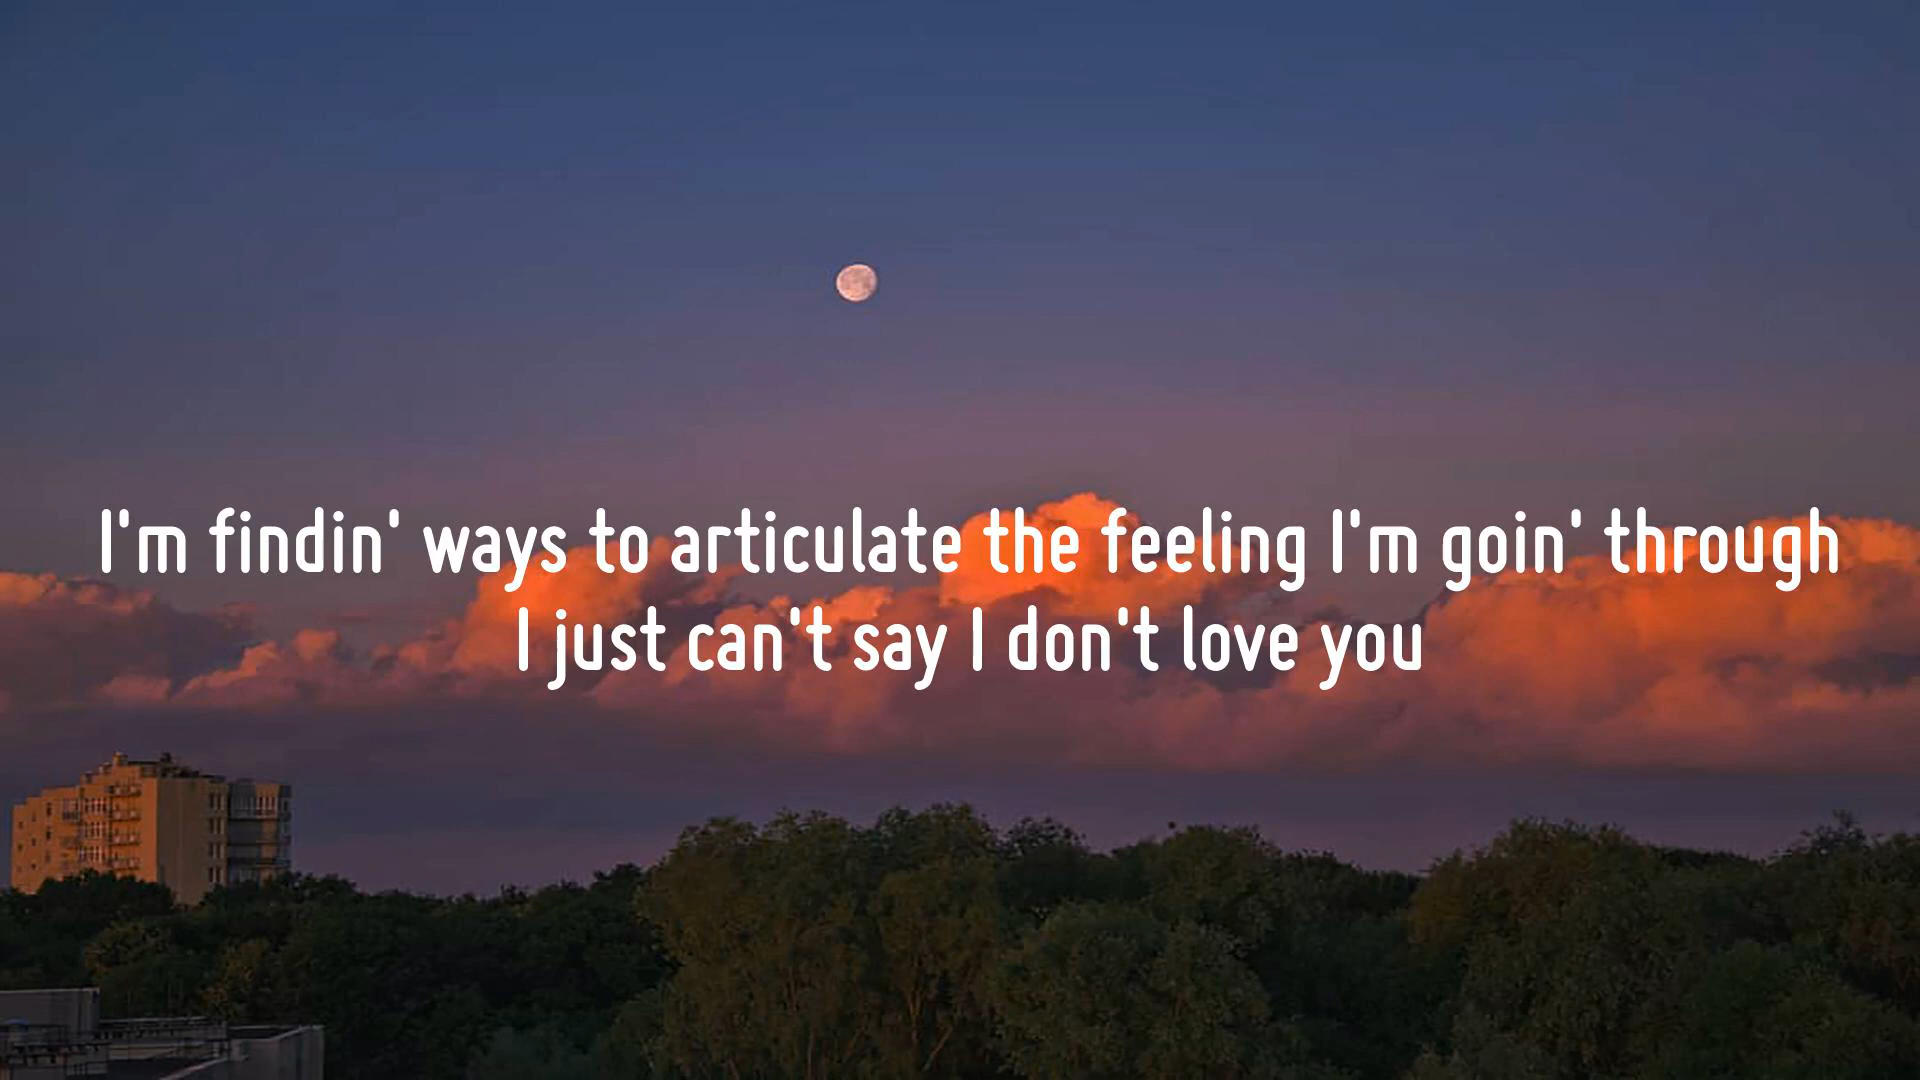 I'm findin' ways to articulate the feeling I'm goin' through
I just can't say I don't love you